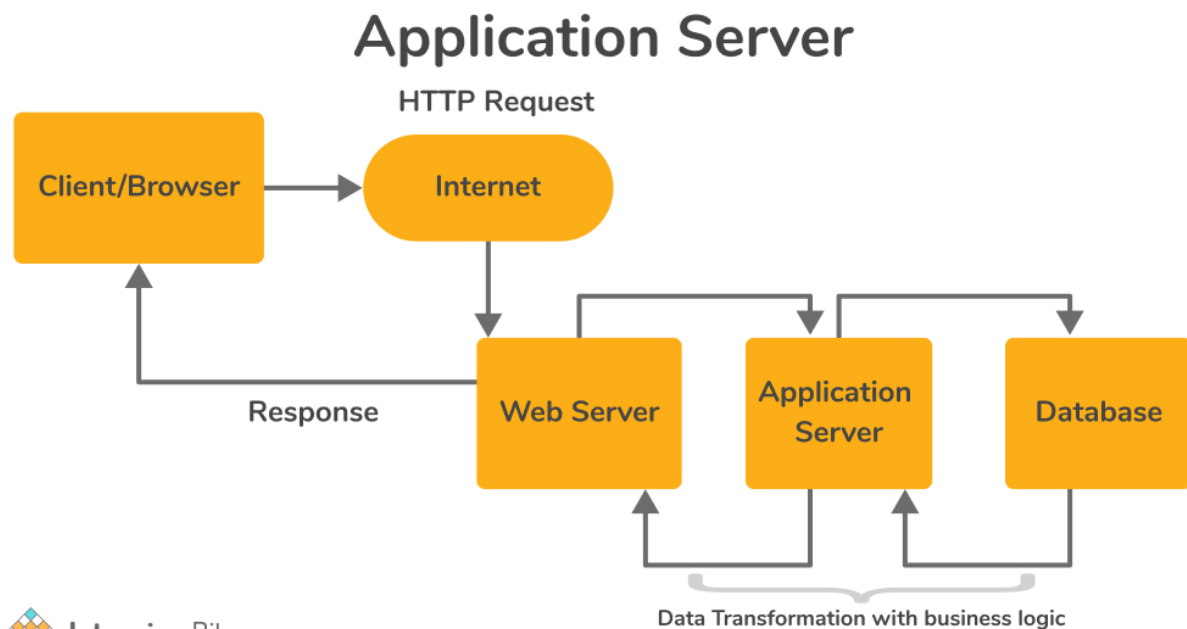 Application Server
HTTP Request
Client/Browser
Internet
Response
Web Server
Application
Server
Database
Data Transformation with business logic